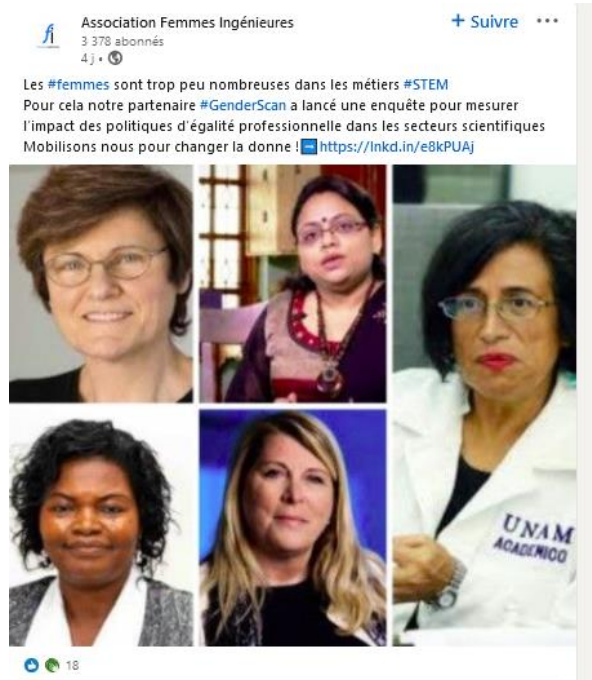 Association Femmes Ingénieures
+ Suivre ...
3 378 abonnés
4 j •
Les #femmes sont trop peu nombreuses dans les métiers #STEM
Pour cela notre partenaire #GenderScan a lancé une enquête pour mesurer
l'impact des politiques d'égalité professionnelle dans les secteurs scientifiques
Mobilisons nous pour changer la donne !➡https://lnkd.in/e8kPUAj
UNAM
ACADEMICO
18